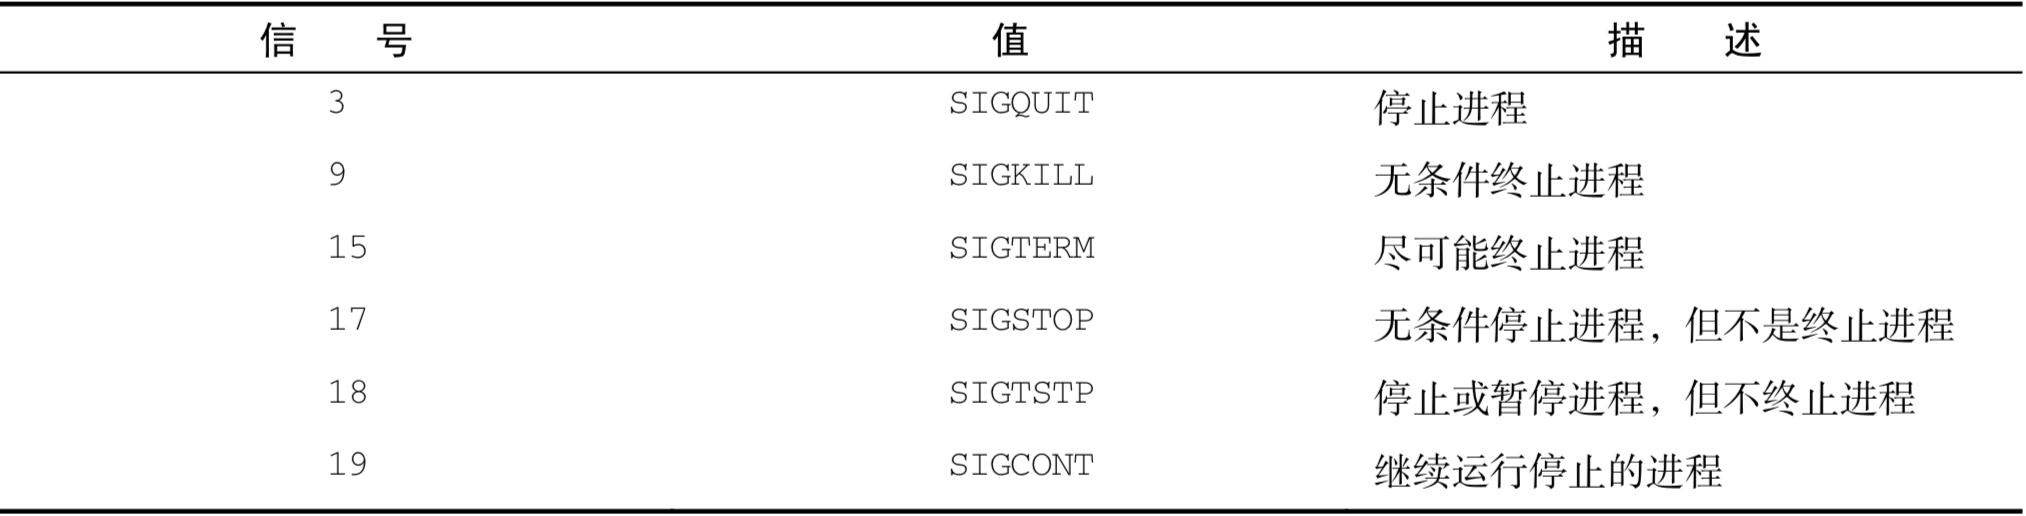 信 号 值 描 述
3 SIGQUIT 停止进程
9 SIGKILL 无条件终止进程
15 SIGTERM 尽可能终止进程
17 SIGSTOP 无条件停止进程，但不是终止进程
18 SIGTSTP 停止或暂停进程，但不终止进程
19 SIGCONT 继续运行停止的进程